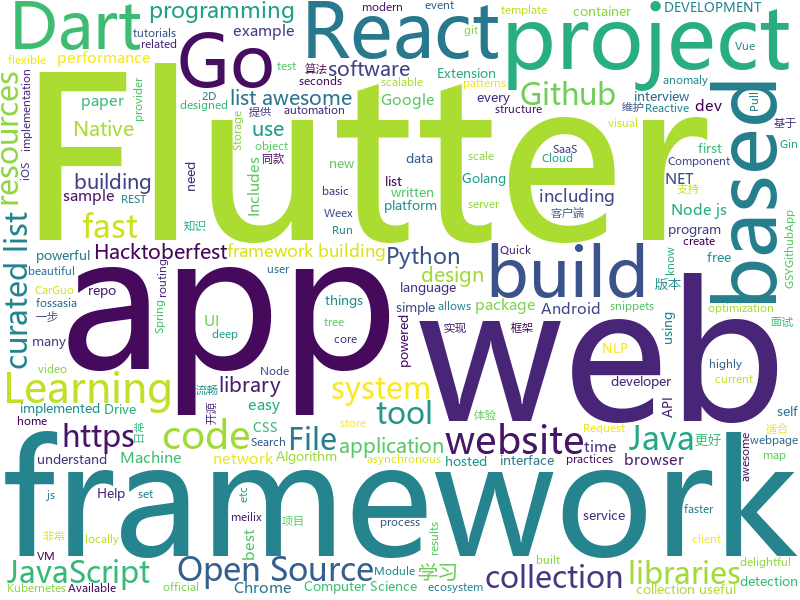 modern event template git container DEVELOPMENT
tutorials related programming example React project Vue
flexible Dart Go software test 算法 scalable patterns
performance seconds Extension interview 维护 Reactive anomaly
implementation paper provider 2D list awesome Google automation Github dev Pull
iOS Native designed Storage use 提供 every structure visual 基于
resources building need Includes object 同款 new scale Cloud SaaS first Component Gin
sample fast data basic list Golang NET
REST written platform server including Node js
curated list 知识 Weex Run 客户端 program create
powerful Hacktoberfest framework building Python 支持
beautiful user design Quick 版本 free know
CarGuo repo Spring routing language Android snippets GSYGithubApp
fossasia things allows package using optimization
一步 UI tree simple 实现 框架 面试
many deep core powered NLP highly
video Learning library system developer current
implemented Drive 流畅 easy tool API self
home code CSS store 体验 适合
https 自己 开源 Search Node application website Java 更好
understand Machine network Algorithm File asynchronous Request hosted interface time practices browser webpage map awesome
js Help set etc best
meilix 项目 process service faster
非常 locally client
VM JavaScript Open Source results built collection libraries official delightful
Kubernetes Available Chrome Module 学习 ecosystem detection
Computer Science collection useful
Flutter
app web based build
framework